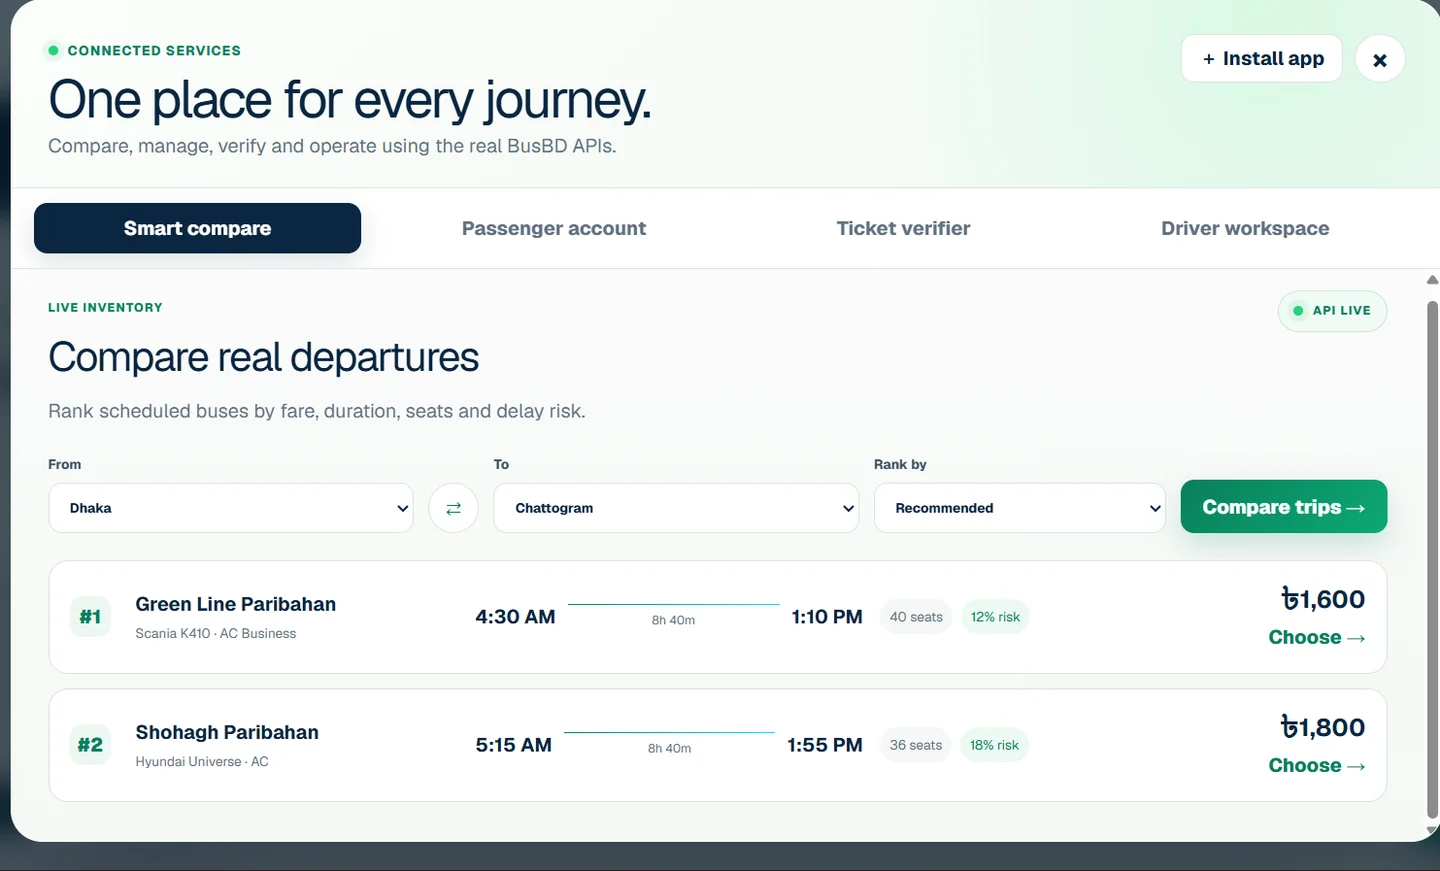 CONNECTED SERVICES
One place for every journey.
Compare, manage, verify and operate using the real BusBD APIs.
+ Install app
×
Smart compare
Passenger account
Ticket verifier
Driver workspace
LIVE INVENTORY
API LIVE
Compare real departures
Rank scheduled buses by fare, duration, seats and delay risk.
From
To
Rank by
Dhaka
⇄
Chattogram
Recommended
Compare trips →
#1
Green Line Paribahan
Scania K410 · AC Business
4:30 AM
8h 40m
1:10 PM
40 seats
12% risk
৳1,600
Choose →
#2
Shohagh Paribahan
Hyundai Universe · AC
5:15 AM
8h 40m
1:55 PM
36 seats
18% risk
৳1,800
Choose →